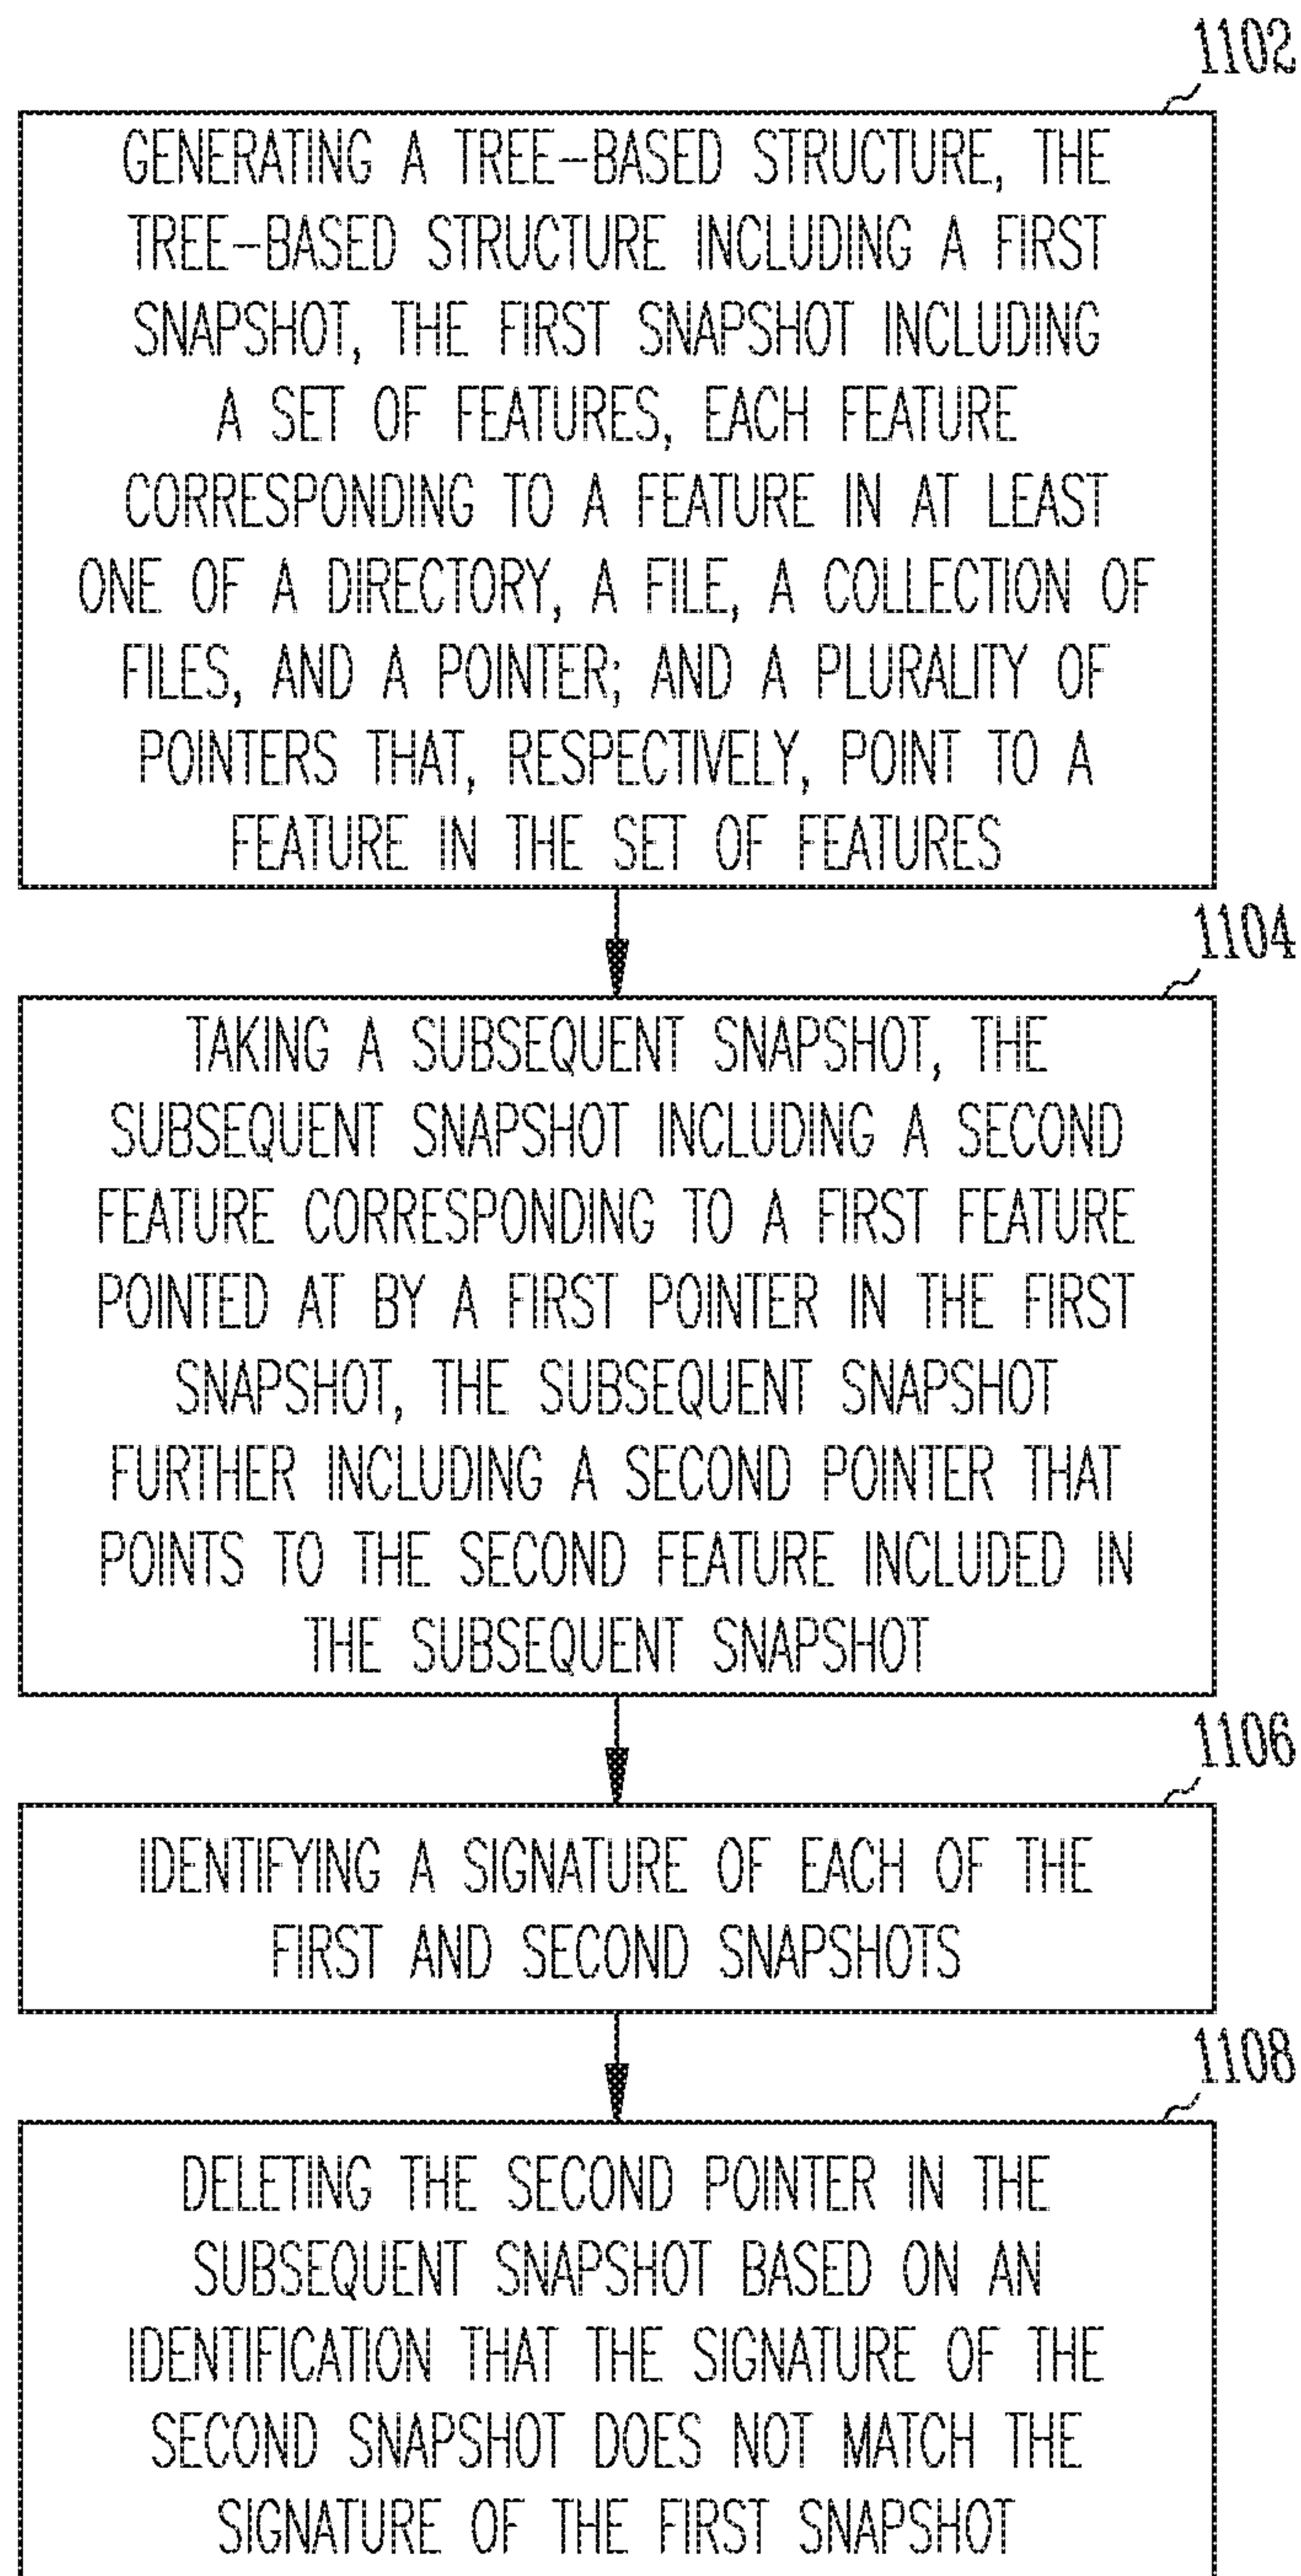 1102
GENERATING A TREE-BASED STRUCTURE, THE
TREE-BASED STRUCTURE INCLUDING A FIRST
SNAPSHOT, THE FIRST SNAPSHOT INCLUDING
A SET OF FEATURES, EACH FEATURE
CORRESPONDING TO A FEATURE IN AT LEAST
ONE OF A DIRECTORY, A FILE, A COLLECTION OF
FILES, AND A POINTER; AND A PLURALITY OF
POINTERS THAT, RESPECTIVELY, POINT TO A
FEATURE IN THE SET OF FEATURES
1104
TAKING A SUBSEQUENT SNAPSHOT, THE
SUBSEQUENT SNAPSHOT INCLUDING A SECOND
FEATURE CORRESPONDING TO A FIRST FEATURE
POINTED AT BY A FIRST POINTER IN THE FIRST
SNAPSHOT, THE SUBSEQUENT SNAPSHOT
FURTHER INCLUDING A SECOND POINTER THAT
POINTS TO THE SECOND FEATURE INCLUDED IN
THE SUBSEQUENT SNAPSHOT
1106
IDENTIFYING A SIGNATURE OF EACH OF THE
FIRST AND SECOND SNAPSHOTS
1108
DELETING THE SECOND POINTER IN THE
SUBSEQUENT SNAPSHOT BASED ON AN
IDENTIFICATION THAT THE SIGNATURE OF THE
SECOND SNAPSHOT DOES NOT MATCH THE
SIGNATURE OF THE FIRST SNAPSHOT